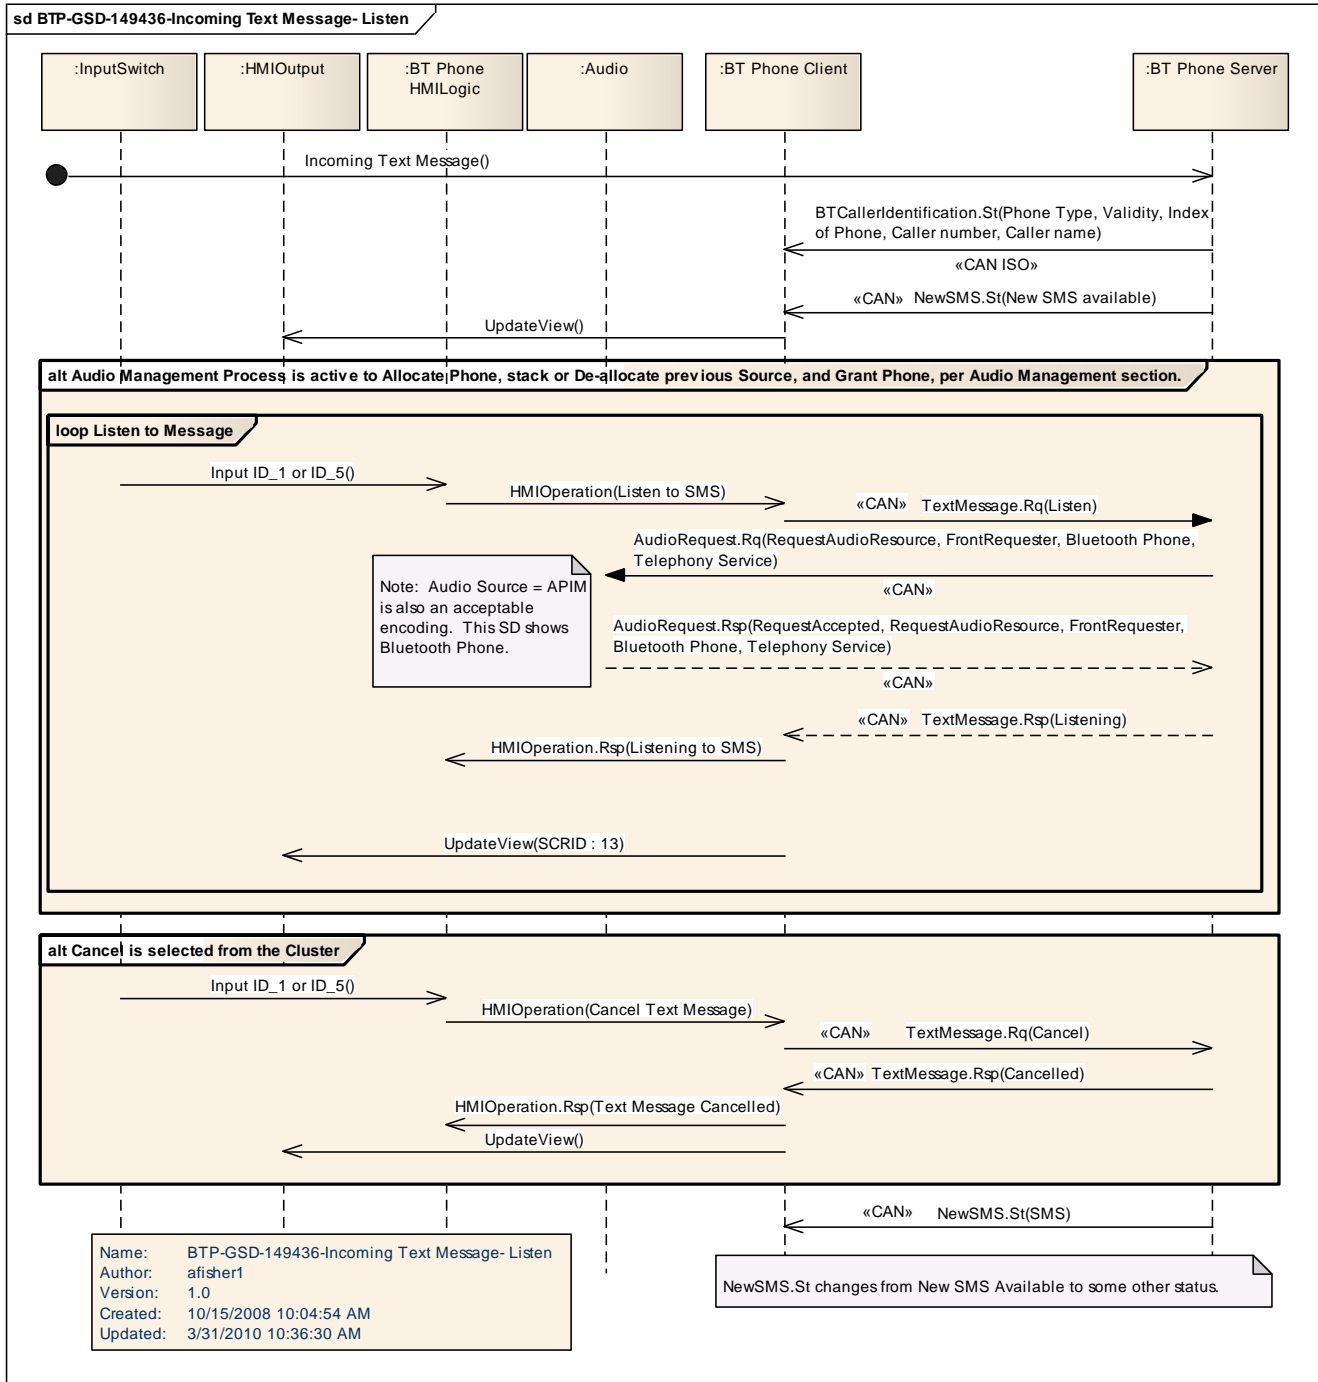 sd BTP-GSD-149436-Incoming Text Message- Listen
:InputSwitch
:HMIOutput
:BT Phone
HMILogic
:Audio
:BT Phone Client
:BT Phone Server
Incoming Text Message()
BTCallerIdentification.St(Phone Type, Validity, Index
of Phone, Caller number, Caller name)
«CAN ISO»
«CAN» NewSMS.St(New SMS available)
UpdateView()
alt Audio Management Process is active to Allocate Phone, stack or De-allocate previous Source, and Grant Phone, per Audio Management section.
loop Listen to Message
Input ID_1 or ID_5()
HMIOperation(Listen to SMS)
«CAN» TextMessage.Rq(Listen)
AudioRequest.Rq(RequestAudioResource, FrontRequester, Bluetooth Phone,
Telephony Service)
«CAN»
Note: Audio Source = APIM
is also an acceptable
encoding. This SD shows
Bluetooth Phone.
AudioRequest.Rsp(RequestAccepted, RequestAudioResource, FrontRequester,
Bluetooth Phone, Telephony Service)
«CAN»
«CAN» TextMessage.Rsp(Listening)
HMIOperation.Rsp(Listening to SMS)
UpdateView(SCRID : 13)
alt Cancel is selected from the Cluster
Input ID_1 or ID_5()
HMIOperation(Cancel Text Message)
«CAN» TextMessage.Rq(Cancel)
«CAN» TextMessage.Rsp(Cancelled)
HMIOperation.Rsp(Text Message Cancelled)
UpdateView()
«CAN» NewSMS.St(SMS)
NewSMS.St changes from New SMS Available to some other status.
Name: BTP-GSD-149436-Incoming Text Message- Listen
Author: afisher1
Version: 1.0
Created: 10/15/2008 10:04:54 AM
Updated: 3/31/2010 10:36:30 AM